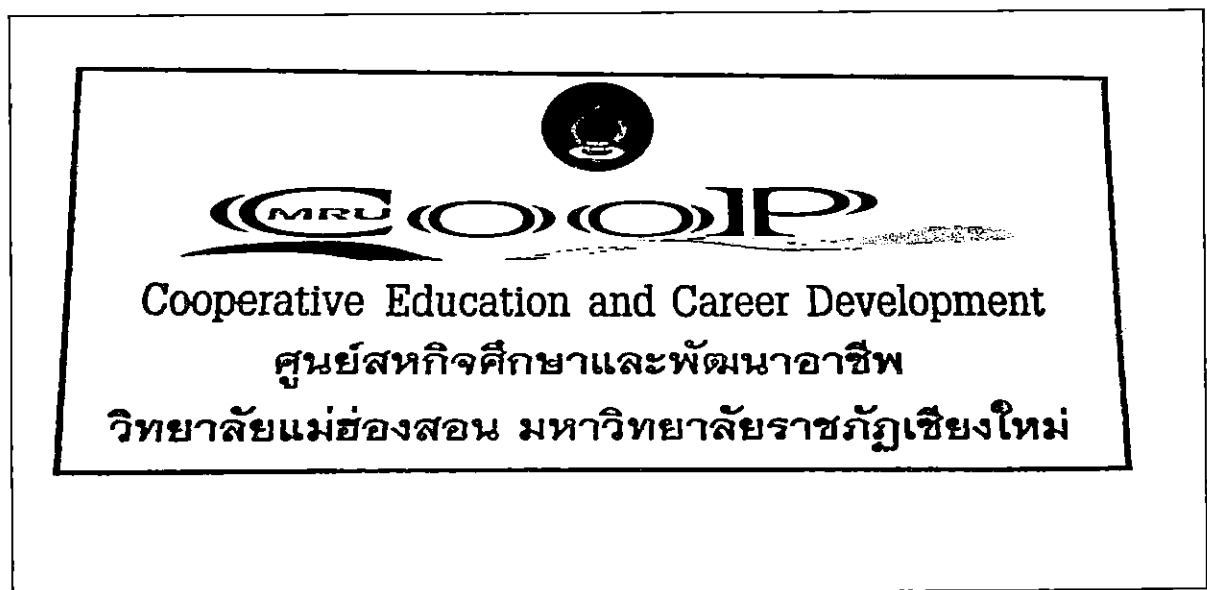 CMRU COOP
Cooperative Education and Career Development
ศูนย์สหกิจศึกษาและพัฒนาอาชีพ
วิทยาลัยแม่ฮ่องสอน มหาวิทยาลัยราชภัฏเชียงใหม่